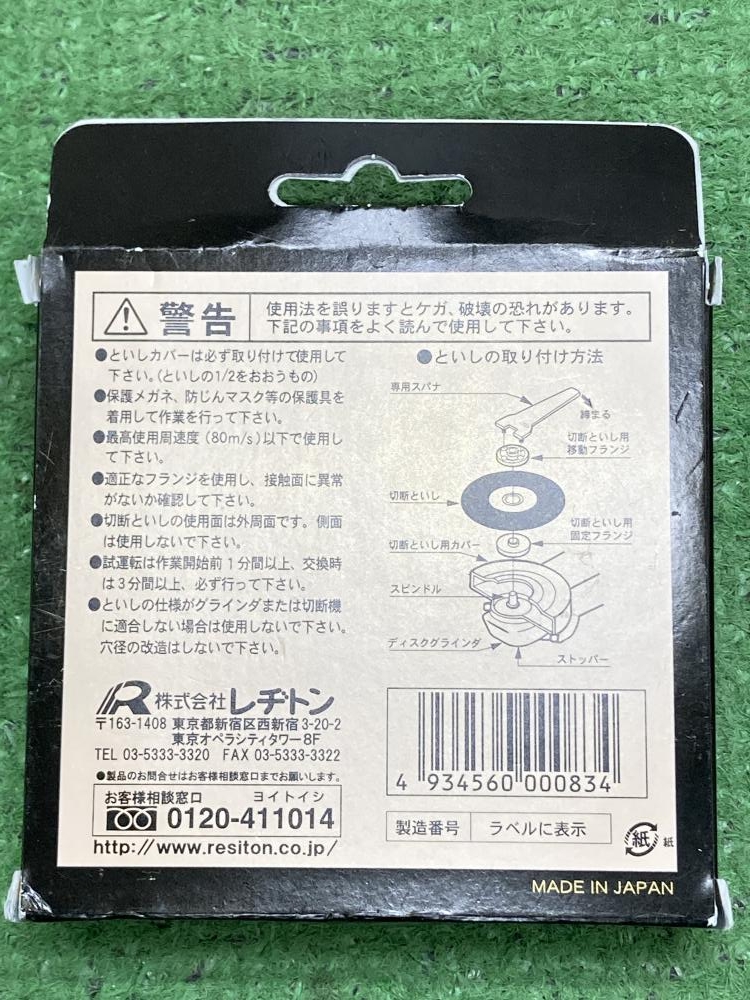 警告
使用法を誤りますとケガ、破壊の恐れがあります。
下記の事項をよく読んで使用して下さい。
●といしカバーは必ず取り付けて使用して
下さい。(といしの1/2をおおうもの)
●保護メガネ、防じんマスク等の保護具を
着用して作業を行って下さい。
●最高使用周速度(80m/s)以下で使用し
て下さい。
●適正なフランジを使用し、接触面に異常
がないか確認して下さい。
●切断といしの使用面は外周面です。側面
は使用しないで下さい。
●試運転は作業開始前1分間以上、交換時
は3分間以上、必ず行って下さい。
●といしの仕様がグラインダまたは切断機
に適合しない場合は使用しないで下さい。
穴径の改造はしないで下さい。
●といしの取り付け方法
専用スパナ
締まる
切断といし用
移動フランジ
切断といし
切断といし用
固定フランジ
切断といし用カバー
スピンドル
ディスクグラインダ
ストッパー
株式会社レヂトン
〒163-1408 東京都新宿区西新宿3-20-2
東京オペラシティタワー8F
TEL 03-5333-3320 FAX 03-5333-3322
●製品のお問合せはお客様相談窓口までお願いします。
お客様相談窓口 ヨイトイシ
0120-411014
http://www.resiton.co.jp/
4 934560 000834
製造番号 ラベルに表示
紙 紙
MADE IN JAPAN